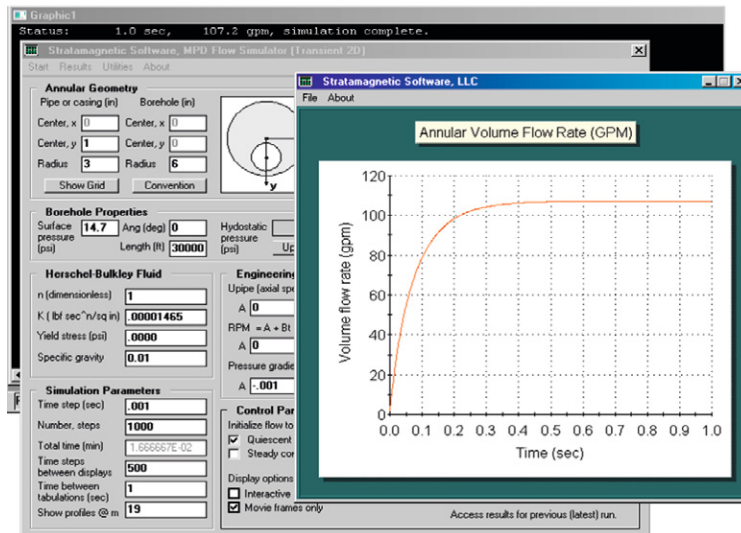 Graphic1
Status: 1.0 sec, 107.2 gpm, simulation complete.
Stratamagnetic Software, MPD Flow Simulator [Transient 2D]
Start Results Utilities About
Annular Geometry
Pipe or casing (in) Borehole (in)
Center, x 0 Center, x 0
Center, y 1 Center, y 0
Radius 3 Radius 6
Show Grid Convention
y
Borehole Properties
Surface pressure (psi) 14.7 Ang (deg) 0
Length (ft) 30000
Hydostatic pressure (psi)
Herschel-Bulkley Fluid
n (dimensionless) 1
K ( lbf sec^n/sq in) .00001465
Yield stress (psi) .0000
Specific gravity 0.01
Engineering
Upipe (axial spe
A 0
RPM = A + Bt
A 0
Pressure gradie
A -.001
Simulation Parameters
Time step (sec) .001
Number, steps 1000
Total time (min) 1.666667E-02
Time steps between displays 500
Time between tabulations (sec) 1
Show profiles @ m 19
Control Par
Initialize flow to
Quiescent
Steady cor
Display options
Interactive
Movie frames only
Access results for previous (latest) run.
Stratamagnetic Software, LLC
File About
Annular Volume Flow Rate (GPM)
Volume flow rate (gpm)
120
100
80
60
40
20
0
0.0 0.1 0.2 0.3 0.4 0.5 0.6 0.7 0.8 0.9 1.0
Time (sec)